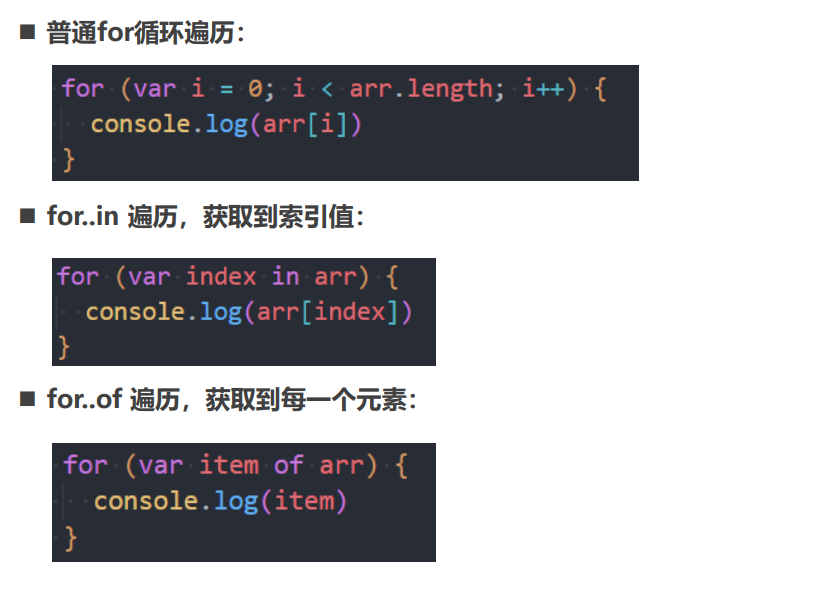 ■ 普通for循环遍历：
for (var i = 0; i < arr.length; i++) {
  console.log(arr[i])
}
■ for..in 遍历，获取到索引值：
for (var index in arr) {
  console.log(arr[index])
}
■ for..of 遍历，获取到每一个元素：
for (var item of arr) {
  console.log(item)
}